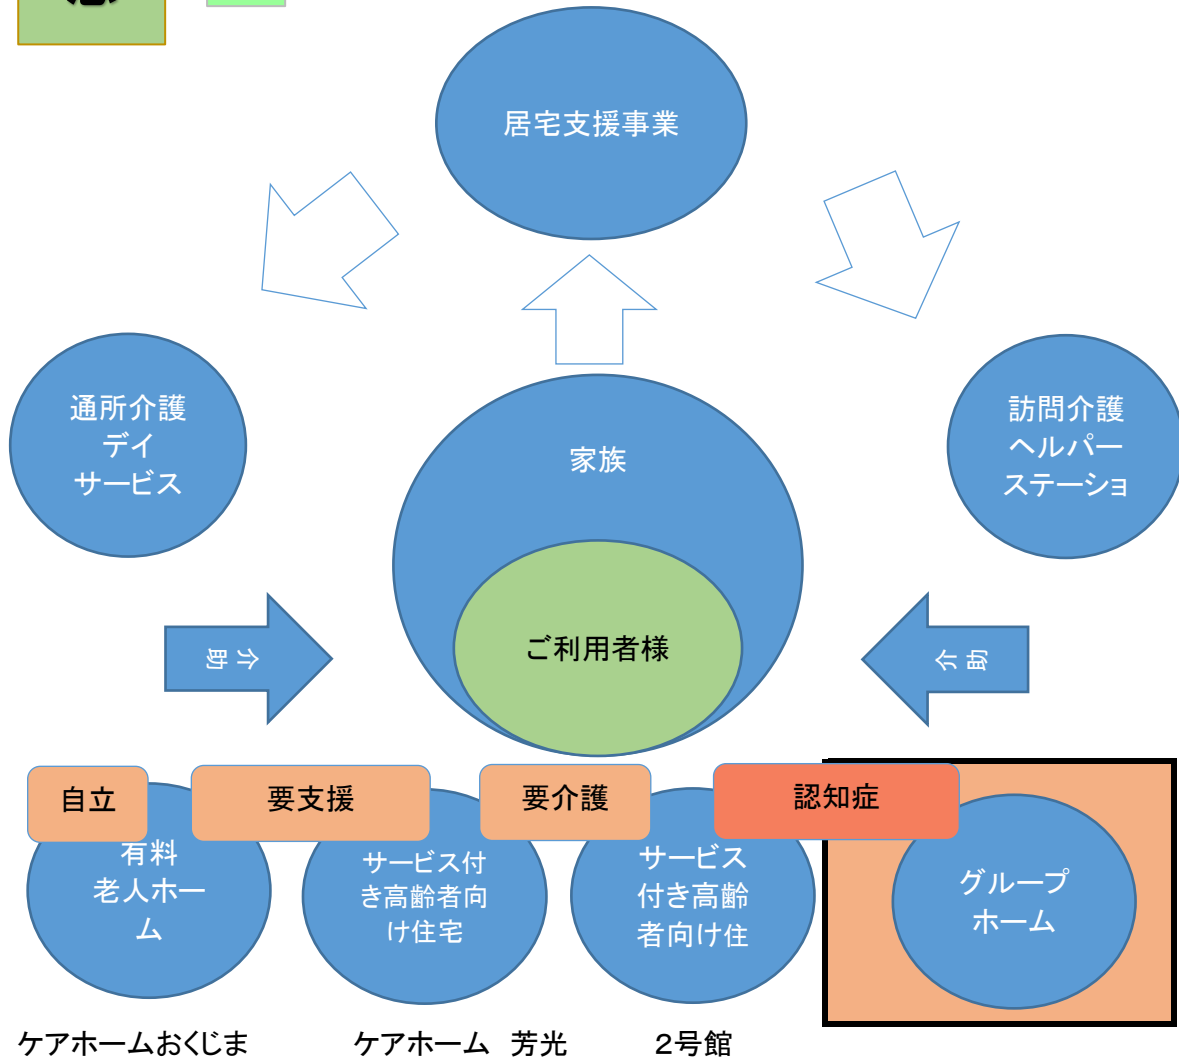 居宅支援事業
通所介護
デイ
サービス
家族
訪問介護
ヘルパー
ステーショ
ご利用者様
介助
介助
自立
要支援
要介護
認知症
有料
老人ホー
ム
サービス付
き高齢者向
け住宅
サービス
付き高齢
者向け住
グループ
ホーム
ケアホームおくじま
ケアホーム 芳光
２号館